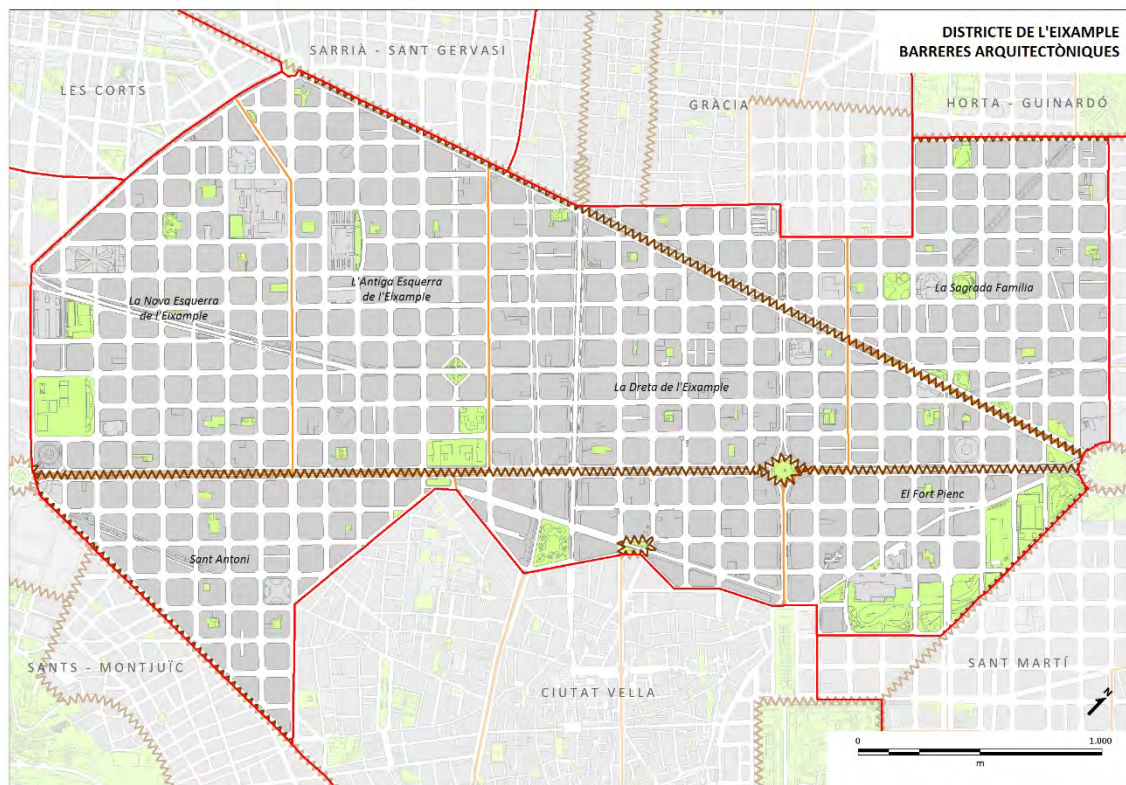 DISTRICTE DE L'EIXAMPLE
BARRERES ARQUITECTÒNIQUES
SARRIÀ - SANT GERVASI
LES CORTS
GRÀCIA
HORTA - GUINARDÓ
L'Antiga Esquerra
de l'Eixample
La Sagrada Familia
La Nova Esquerra
de l'Eixample
La Dreta de l'Eixample
El Fort Pienc
Sant Antoni
SANTS - MONTJUÏC
CIUTAT VELLA
SANT MARTÍ
N
0
1.000
m